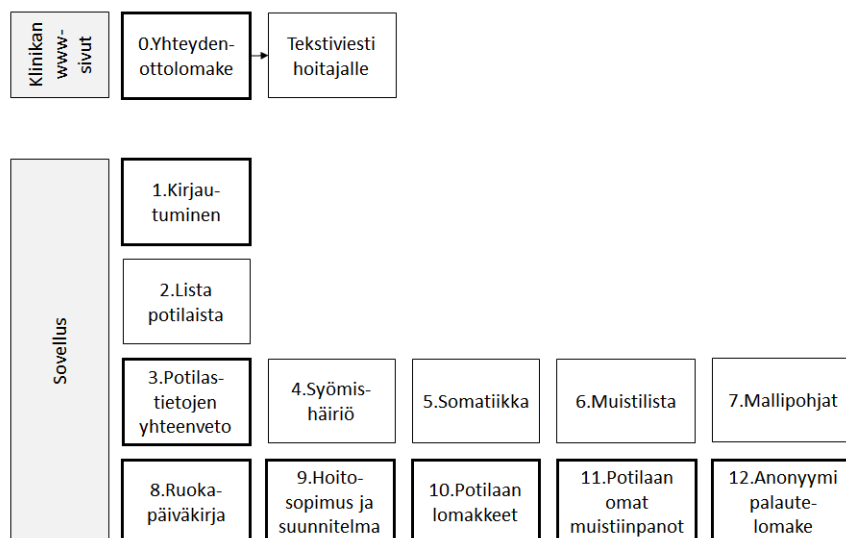 Klinikan
www-
sivut
0.Yhteyden-
ottolomake
Tekstiviesti
hoitajalle
Sovellus
1.Kirjau-
tuminen
2.Lista
potilaista
3.Potilas-
tietojen
yhteenveto
4.Syömis-
häiriö
5.Somatiikka
6.Muistilista
7.Mallipohjat
8.Ruoka-
päiväkirja
9.Hoito-
sopimus ja
suunnitelma
10.Potilaan
lomakkeet
11.Potilaan
omat
muistiinpanot
12.Anonyymi
palaute-
lomake